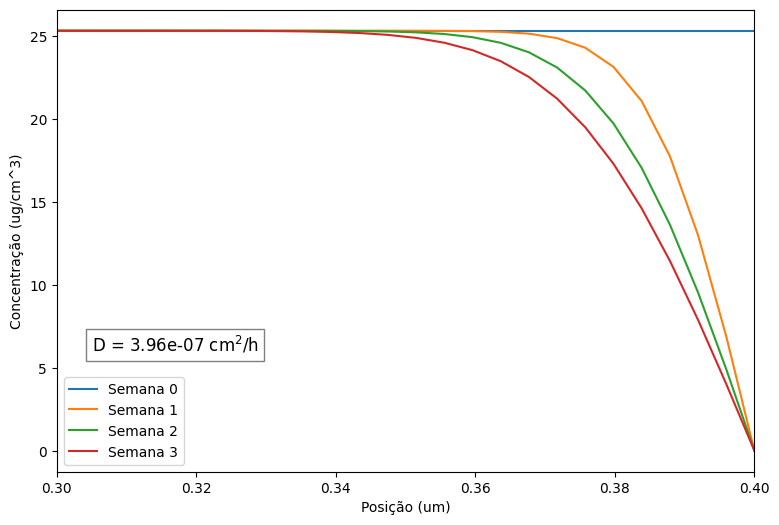 25
20
15
10
5
0
Concentração (ug/cm^3)
D = 3.96e-07 cm²/h
Semana 0
Semana 1
Semana 2
Semana 3
0.30 0.32 0.34 0.36 0.38 0.40
Posição (um)